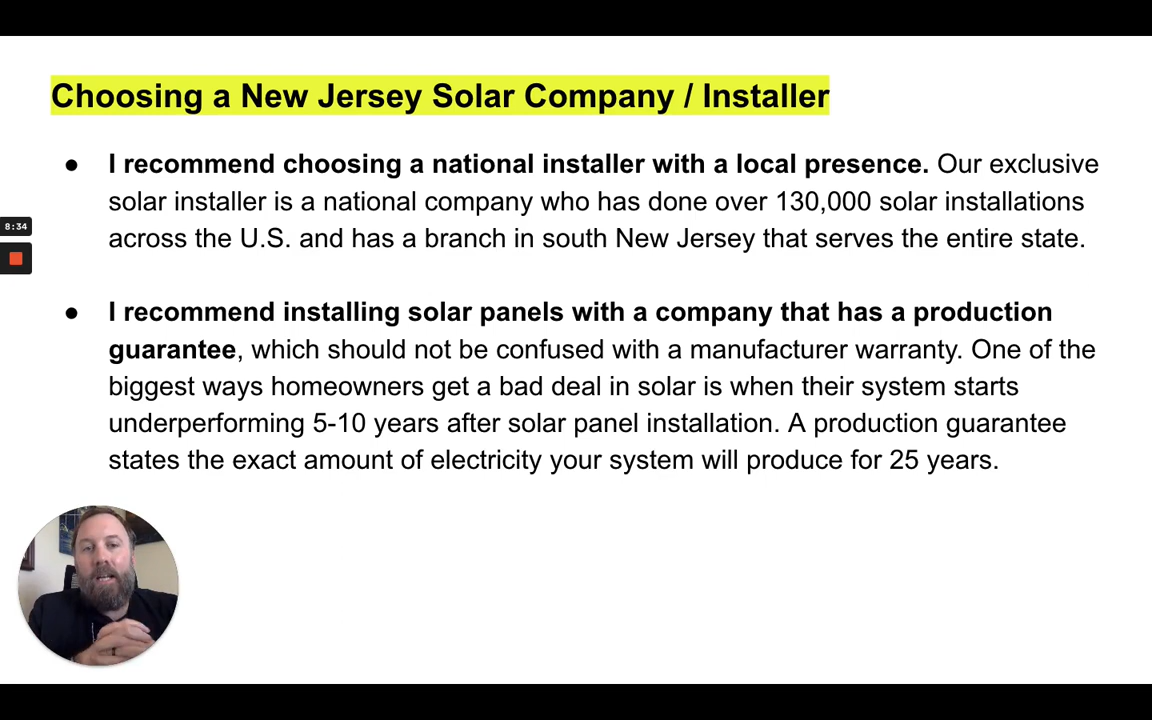 Choosing a New Jersey Solar Company / Installer
● I recommend choosing a national installer with a local presence. Our exclusive
solar installer is a national company who has done over 130,000 solar installations
across the U.S. and has a branch in south New Jersey that serves the entire state.
8:34
● I recommend installing solar panels with a company that has a production
guarantee, which should not be confused with a manufacturer warranty. One of the
biggest ways homeowners get a bad deal in solar is when their system starts
underperforming 5-10 years after solar panel installation. A production guarantee
states the exact amount of electricity your system will produce for 25 years.